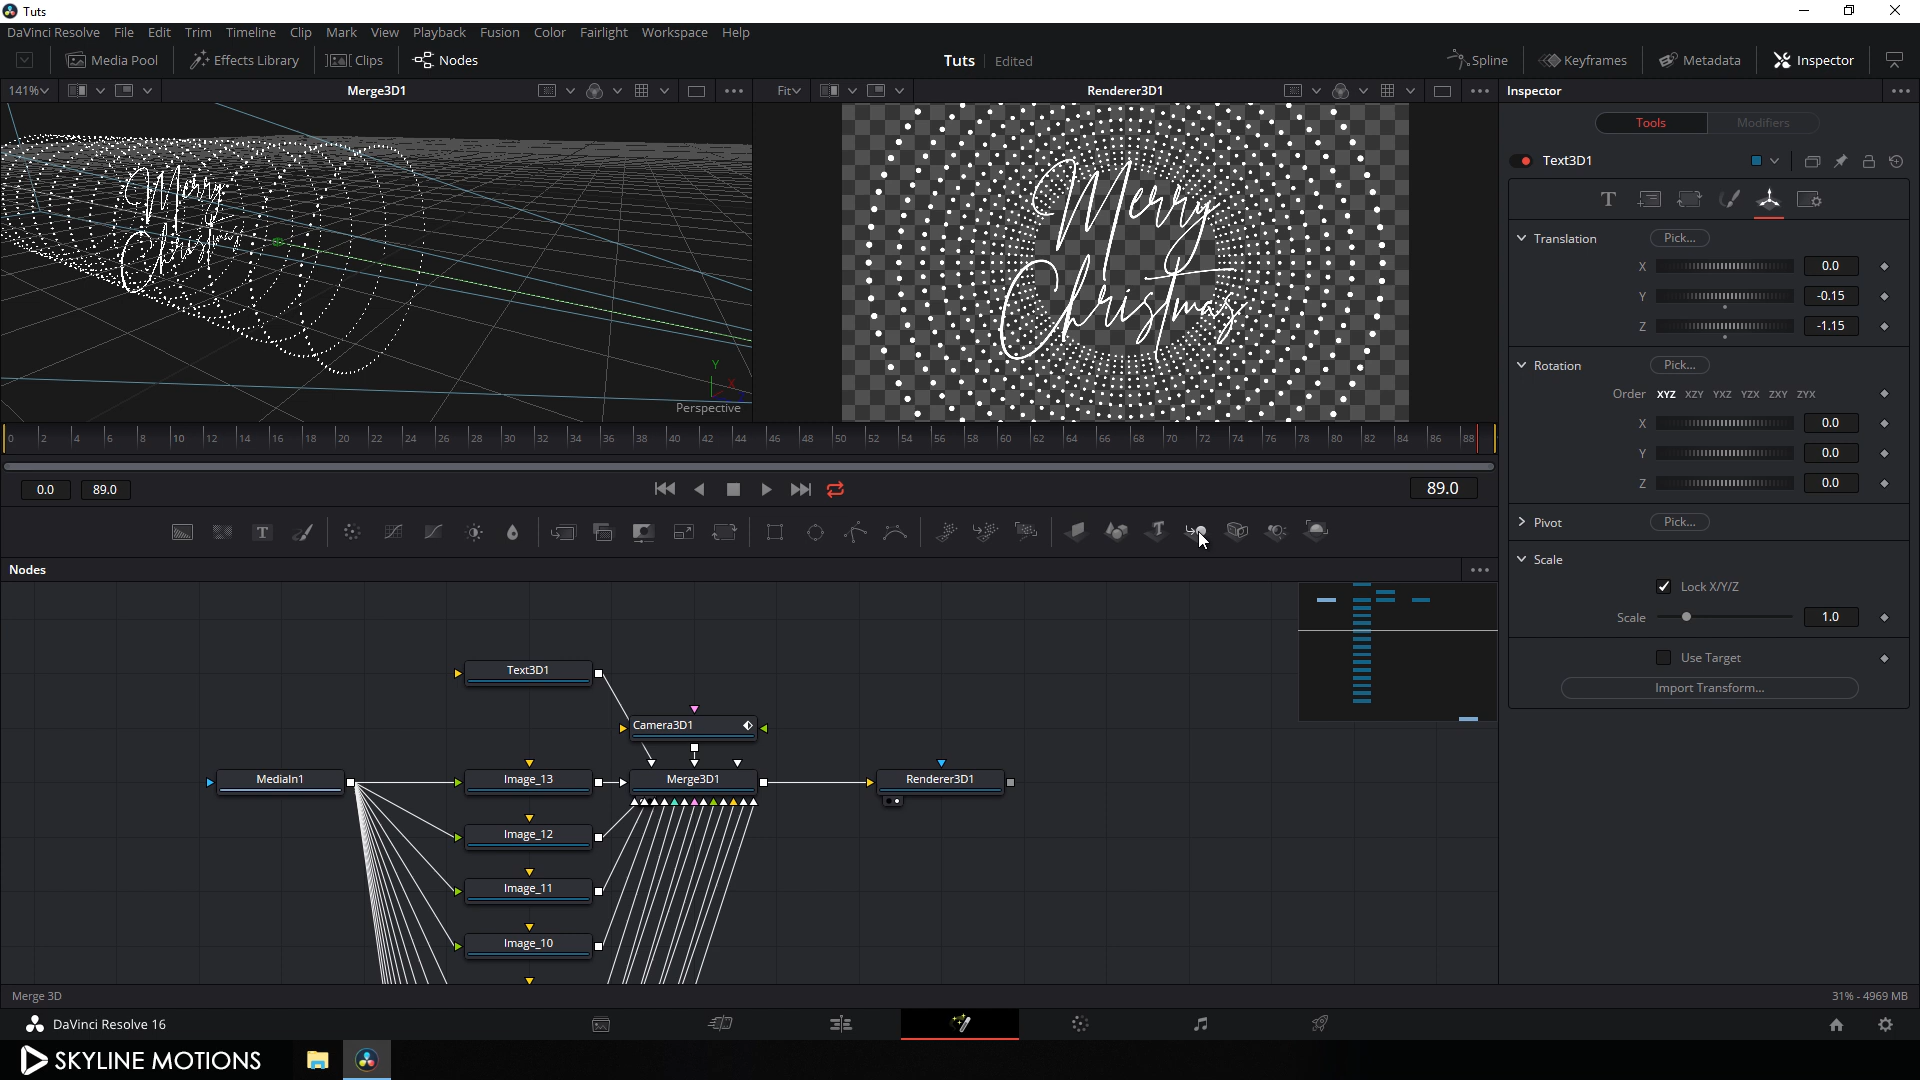 Tuts
DaVinci Resolve File Edit Trim Timeline Clip Mark View Playback Fusion Color Fairlight Workspace Help
Media Pool Effects Library Clips Nodes Tuts Edited Spline Keyframes Metadata Inspector
141% Merge3D1 Fit Renderer3D1 Inspector
Tools Modifiers
Text3D1
Merry
Christmas
Merry
Christmas
Perspective
Y
X
Translation Pick...
X 0.0
Y -0.15
Z -1.15
Rotation Pick...
Order XYZ XZY YXZ YZX ZXY ZYX
X 0.0
Y 0.0
Z 0.0
Pivot Pick...
Scale
Lock X/Y/Z
Scale 1.0
Use Target
Import Transform...
0 2 4 6 8 10 12 14 16 18 20 22 24 26 28 30 32 34 36 38 40 42 44 46 48 50 52 54 56 58 60 62 64 66 68 70 72 74 76 78 80 82 84 86 88
0.0 89.0 89.0
Nodes
Text3D1
Camera3D1
MediaIn1 Image_13 Merge3D1 Renderer3D1
Image_12
Image_11
Image_10
Merge 3D 31% - 4969 MB
DaVinci Resolve 16
SKYLINE MOTIONS